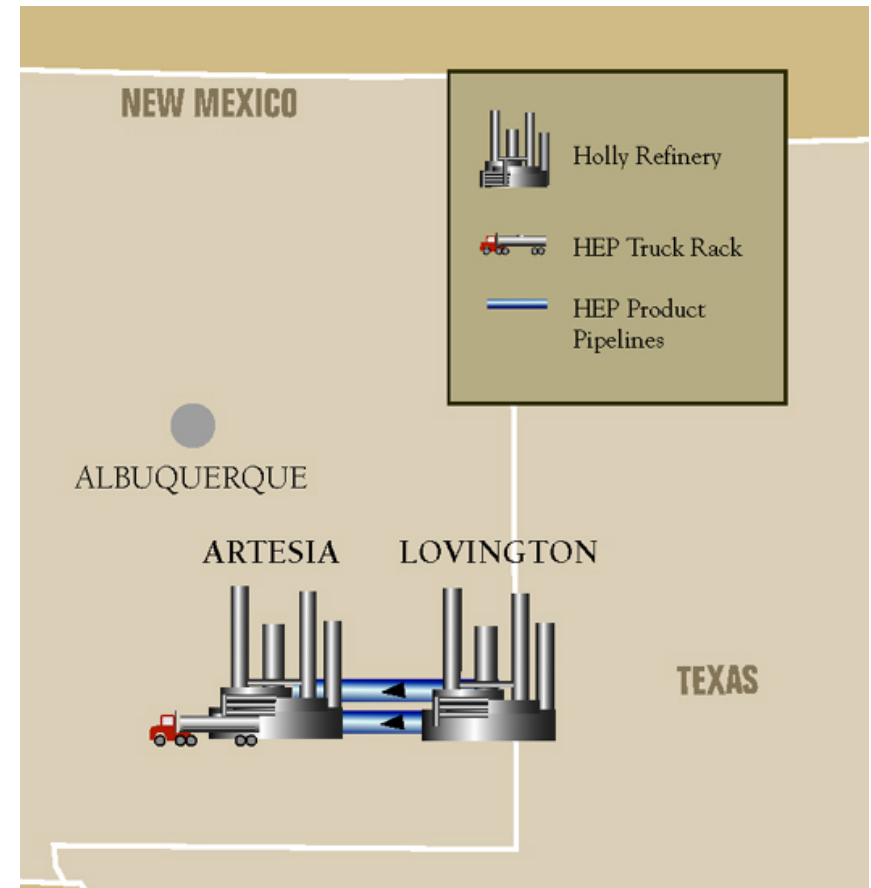 NEW MEXICO
Holly Refinery
HEP Truck Rack
HEP Product
Pipelines
ALBUQUERQUE
ARTESIA
LOVINGTON
TEXAS